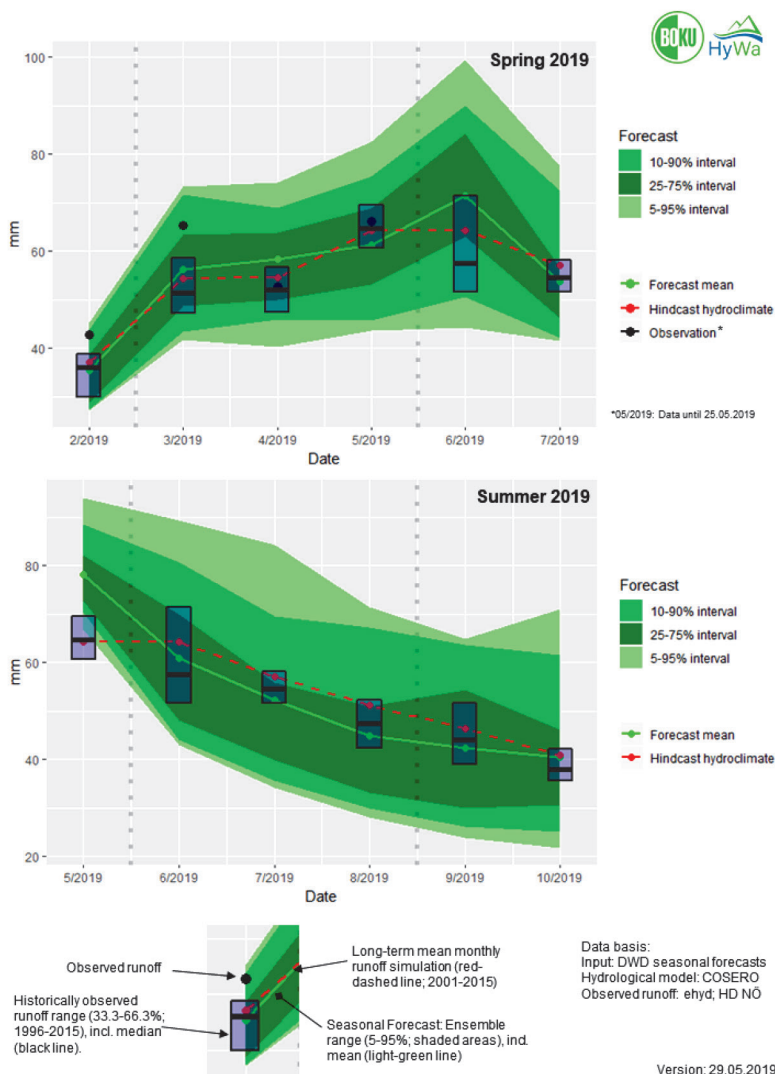 BOKU
HyWa
Spring 2019
100
80
60
40
mm
2/2019 3/2019 4/2019 5/2019 6/2019 7/2019
Date
Forecast
10-90% interval
25-75% interval
5-95% interval
Forecast mean
Hindcast hydroclimate
Observation*
*05/2019: Data until 25.05.2019
Summer 2019
80
60
40
20
mm
5/2019 6/2019 7/2019 8/2019 9/2019 10/2019
Date
Forecast
10-90% interval
25-75% interval
5-95% interval
Forecast mean
Hindcast hydroclimate
Observed runoff
Historically observed
runoff range (33.3-66.3%;
1996-2015), incl. median
(black line).
Long-term mean monthly
runoff simulation (red-
dashed line; 2001-2015)
Seasonal Forecast: Ensemble
range (5-95%; shaded areas), incl.
mean (light-green line)
Data basis:
Input: DWD seasonal forecasts
Hydrological model: COSERO
Observed runoff: ehyd; HD NÖ
Version: 29.05.2019